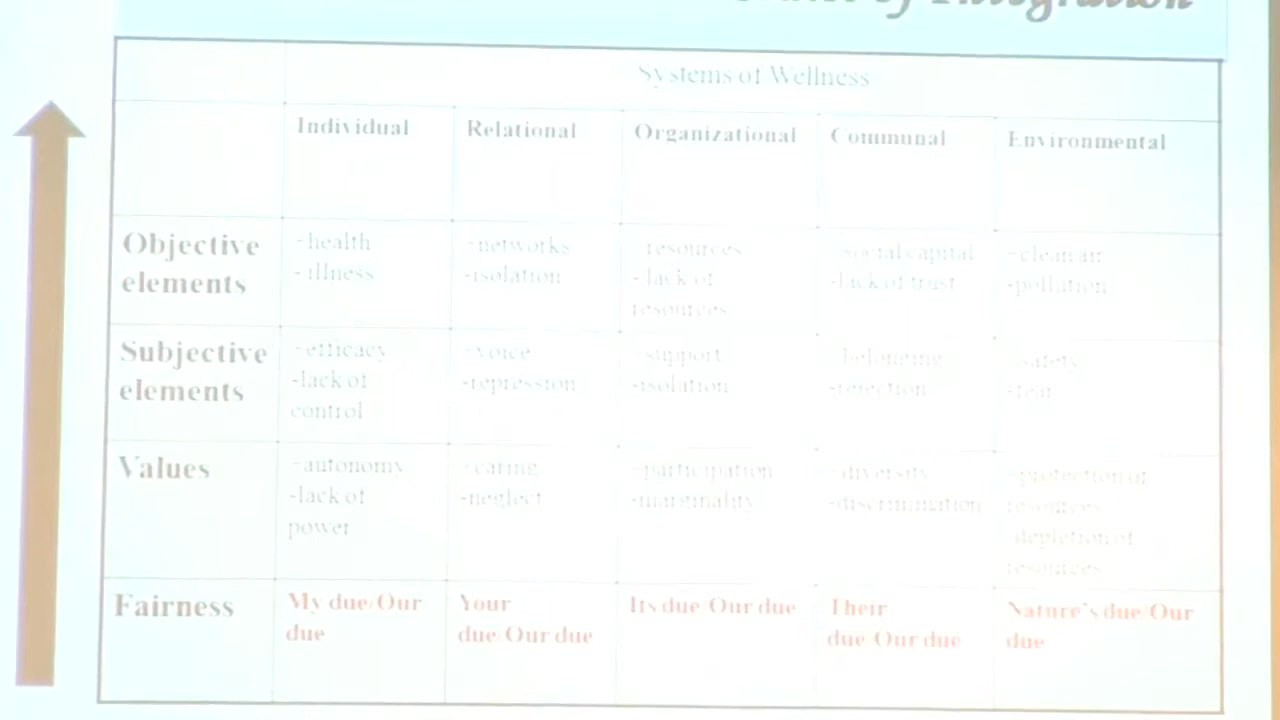 of Integration
Systems of Wellness
Individual Relational Organizational Communal Environmental
Objective elements
-health
- illness
-networks
-isolation
resources
- lack of
resources
Social capital
-lack of trust
-clean air
-pollution
Subjective elements
-efficacy
-lack of
control
-voice
-repression
-support
-isolation
belonging
-rejection
safety
-fear
Values
-autonomy
-lack of
power
caring
-neglect
-participation
-marginality
-diversity
-discrimination
-protection of
resources
-depletion of
resources
Fairness
My due/Our
due
Your
due/Our due
Its due/Our due
Their
due/Our due
Nature's due/Our
due